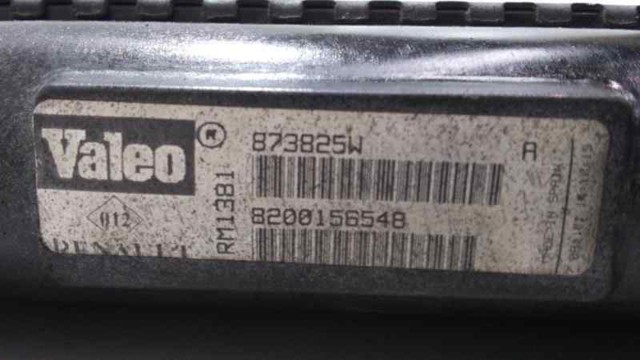 Valeo
012
RENAULT
RM1381
873825W
A
8200156548
MADE IN SPAIN